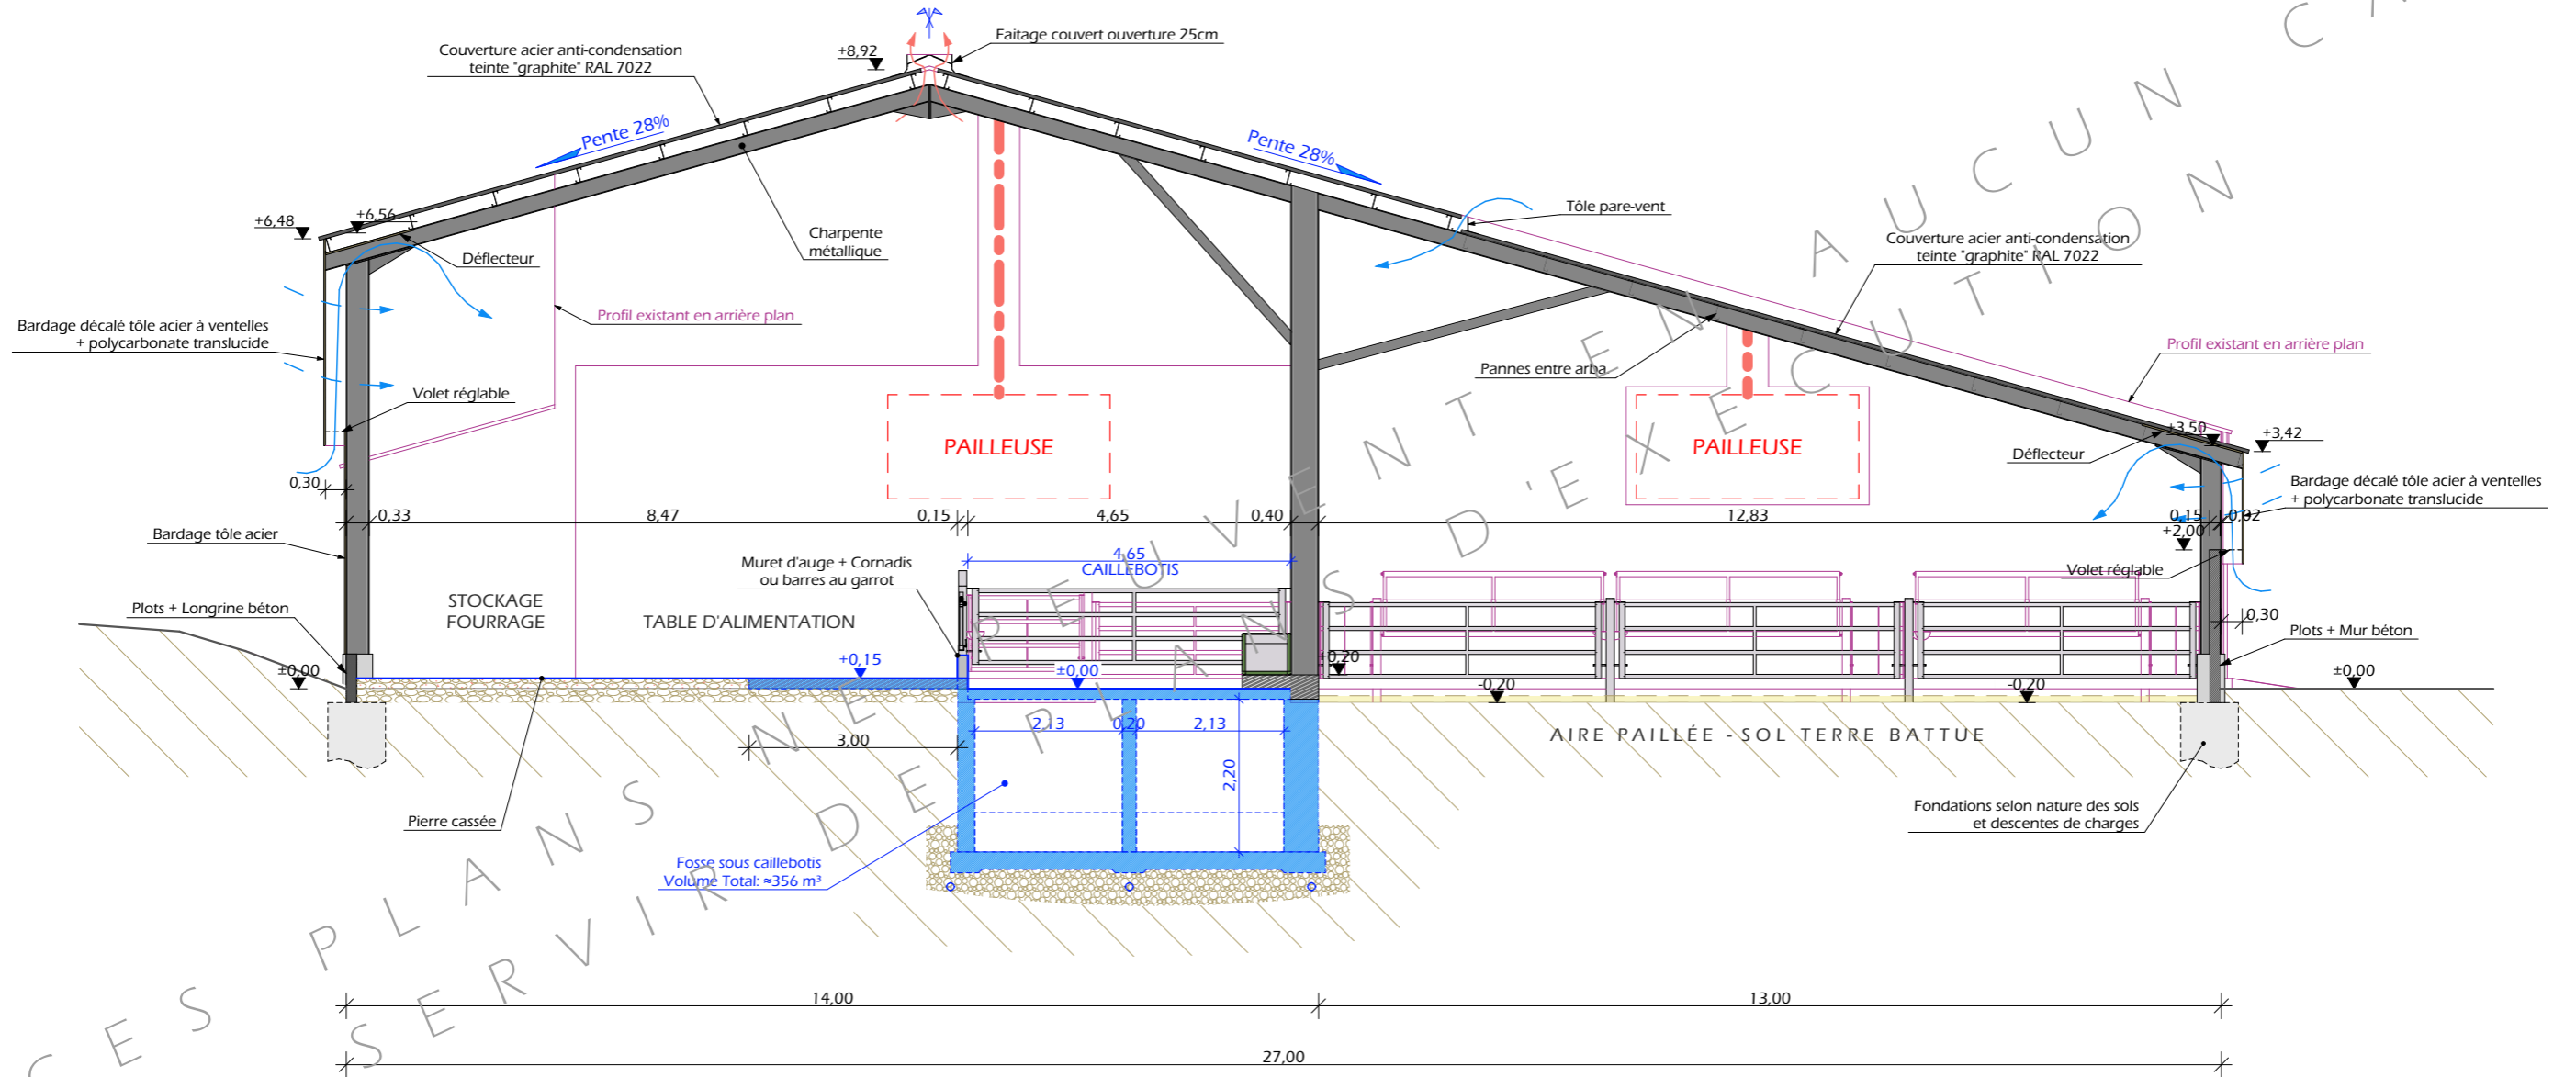 Faitage couvert ouverture 25cm
Couverture acier anti-condensation
teinte "graphite" RAL 7022
+8,92
Pente 28%
Pente 28%
+6,48
+6,56
Déflecteur
Charpente
métallique
Tôle pare-vent
Couverture acier anti-condensation
teinte "graphite" RAL 7022
Profil existant en arrière plan
Bardage décalé tôle acier à ventelles
+ polycarbonate translucide
Volet réglable
Pannes entre arba
Profil existant en arrière plan
PAILLEUSE
PAILLEUSE
+3,50
+3,42
Déflecteur
Bardage décalé tôle acier à ventelles
+ polycarbonate translucide
0,30
0,33
8,47
0,15
4,65
0,40
12,83
0,15
0,02
+2,00
Bardage tôle acier
Muret d'auge + Cornadis
ou barres au garrot
4,65
CAILLEBOTIS
Volet réglable
Plots + Longrine béton
STOCKAGE
FOURRAGE
TABLE D'ALIMENTATION
0,30
Plots + Mur béton
±0,00
+0,15
±0,00
+0,20
-0,20
-0,20
±0,00
3,00
2,13
0,20
2,13
2,20
AIRE PAILLÉE - SOL TERRE BATTUE
Pierre cassée
Fosse sous caillebotis
Volume Total: ≈356 m³
Fondations selon nature des sols
et descentes de charges
14,00
13,00
27,00
CES PLANS NE PEUVENT EN AUCUN CA
SERVIR DE PLANS D'EXECUTION